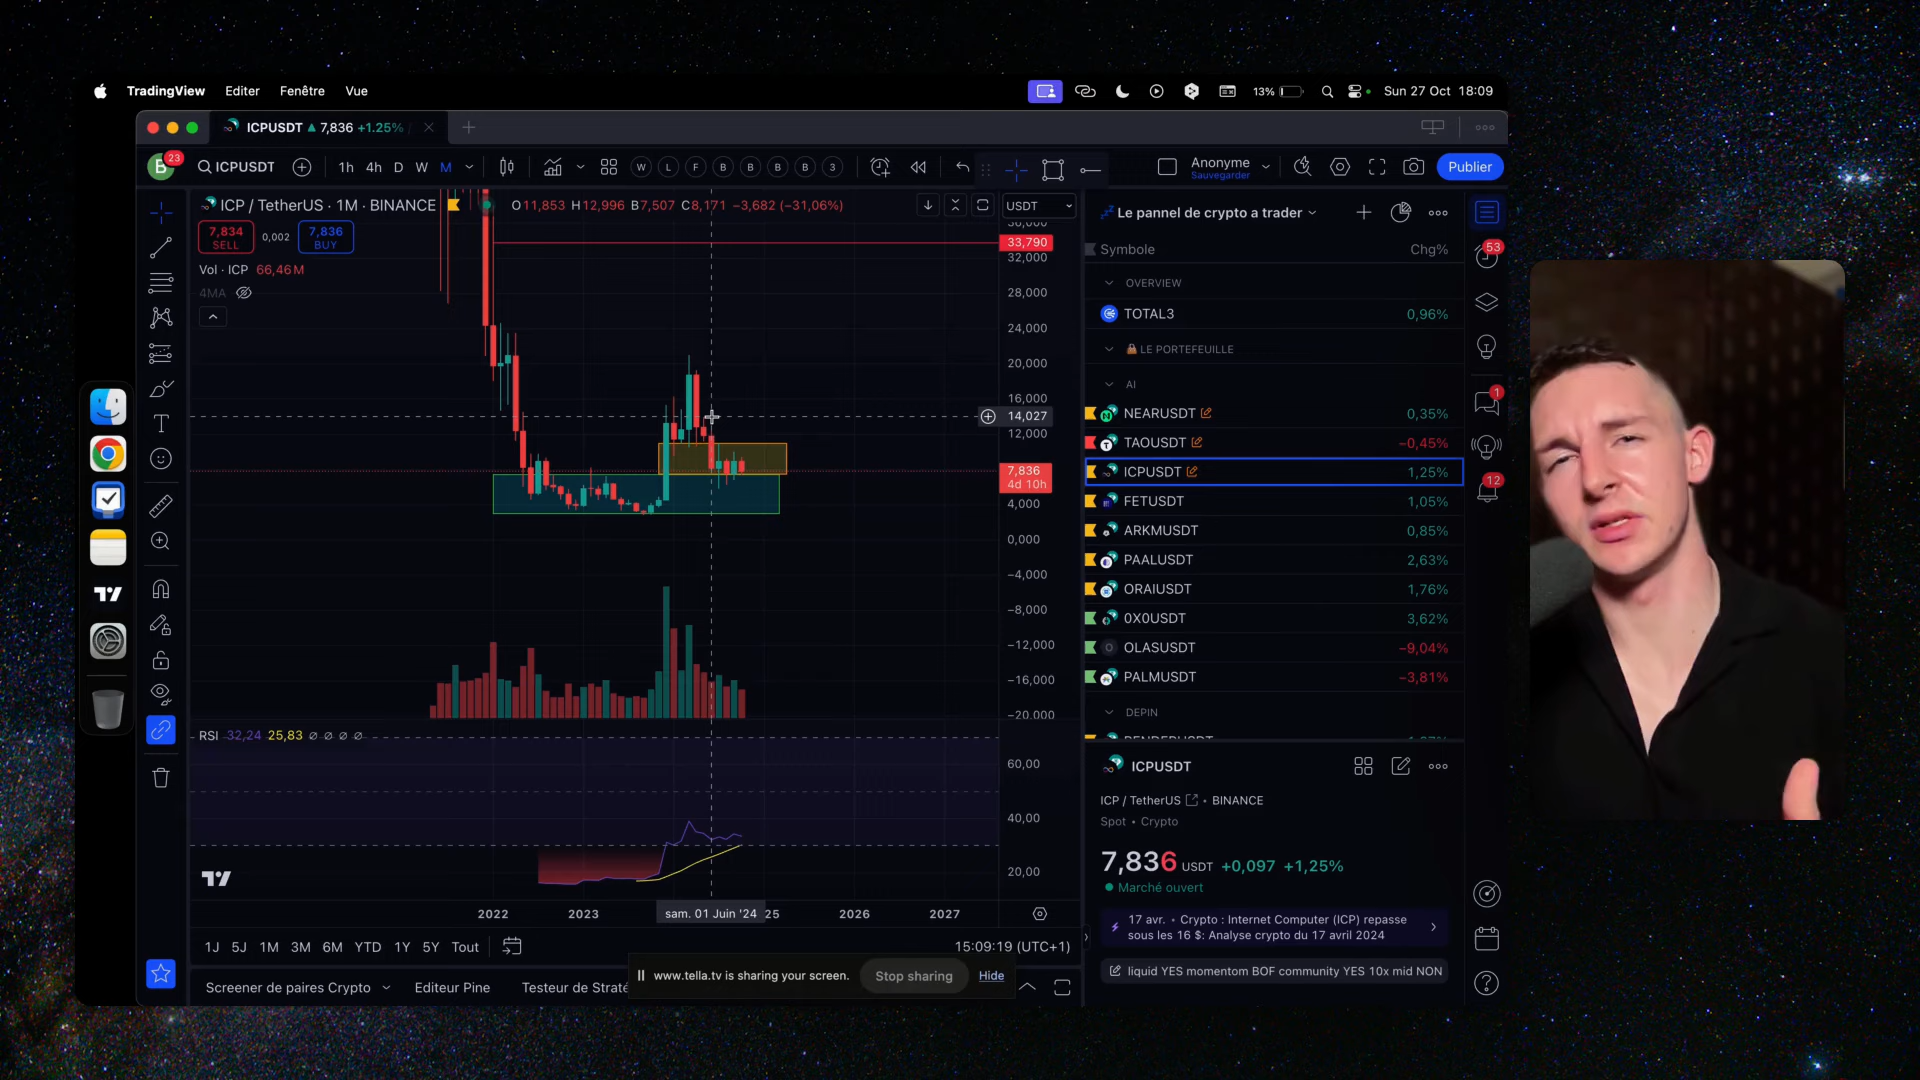 TradingView Editer Fenêtre Vue
13% Sun 27 Oct 18:09
ICPUSDT ▲ 7,836 +1.25%
B 23 ICPUSDT 1h 4h D W M W L F B B B B 3 Anonyme Publier
Sauvegarder
ICP / TetherUS · 1M · BINANCE O11,853 H12,996 B7,507 C8,171 −3,682 (−31,06%) USDT
7,834 0,002 7,836
SELL BUY
Vol · ICP 66,46 M
4MA
33,790
32,000
28,000
24,000
20,000
16,000
14,027
12,000
7,836
4d 10h
4,000
0,000
−4,000
−8,000
−12,000
−16,000
−20,000
RSI 32,24 25,83 ∅ ∅ ∅ ∅
60,00
40,00
20,00
2022 2023 sam. 01 Juin '24 25 2026 2027
1J 5J 1M 3M 6M YTD 1Y 5Y Tout 15:09:19 (UTC+1)
www.tella.tv is sharing your screen. Stop sharing Hide
Screener de paires Crypto Editeur Pine Testeur de Straté
Le pannel de crypto a trader
Symbole Chg%
OVERVIEW
TOTAL3 0,96%
LE PORTEFEUILLE
AI
NEARUSDT 0,35%
TAOUSDT −0,45%
ICPUSDT 1,25%
FETUSDT 1,05%
ARKMUSDT 0,85%
PAALUSDT 2,63%
ORAIUSDT 1,76%
0X0USDT 3,62%
OLASUSDT −9,04%
PALMUSDT −3,81%
DEPIN
ICPUSDT
ICP / TetherUS • BINANCE
Spot • Crypto
7,836 USDT +0,097 +1,25%
Marché ouvert
17 avr. • Crypto : Internet Computer (ICP) repasse
sous les 16 $: Analyse crypto du 17 avril 2024
liquid YES momentom BOF community YES 10x mid NON
53
1
12